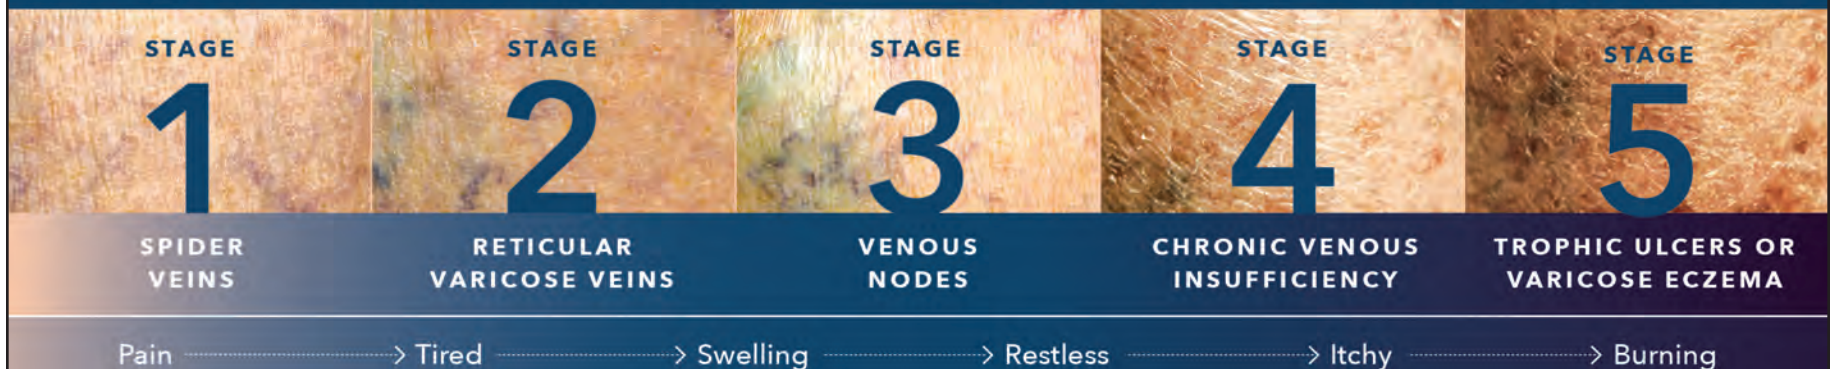 STAGE
1
SPIDER
VEINS
STAGE
2
RETICULAR
VARICOSE VEINS
STAGE
3
VENOUS
NODES
STAGE
4
CHRONIC VENOUS
INSUFFICIENCY
STAGE
5
TROPHIC ULCERS OR
VARICOSE ECZEMA
Pain Tired Swelling Restless Itchy Burning